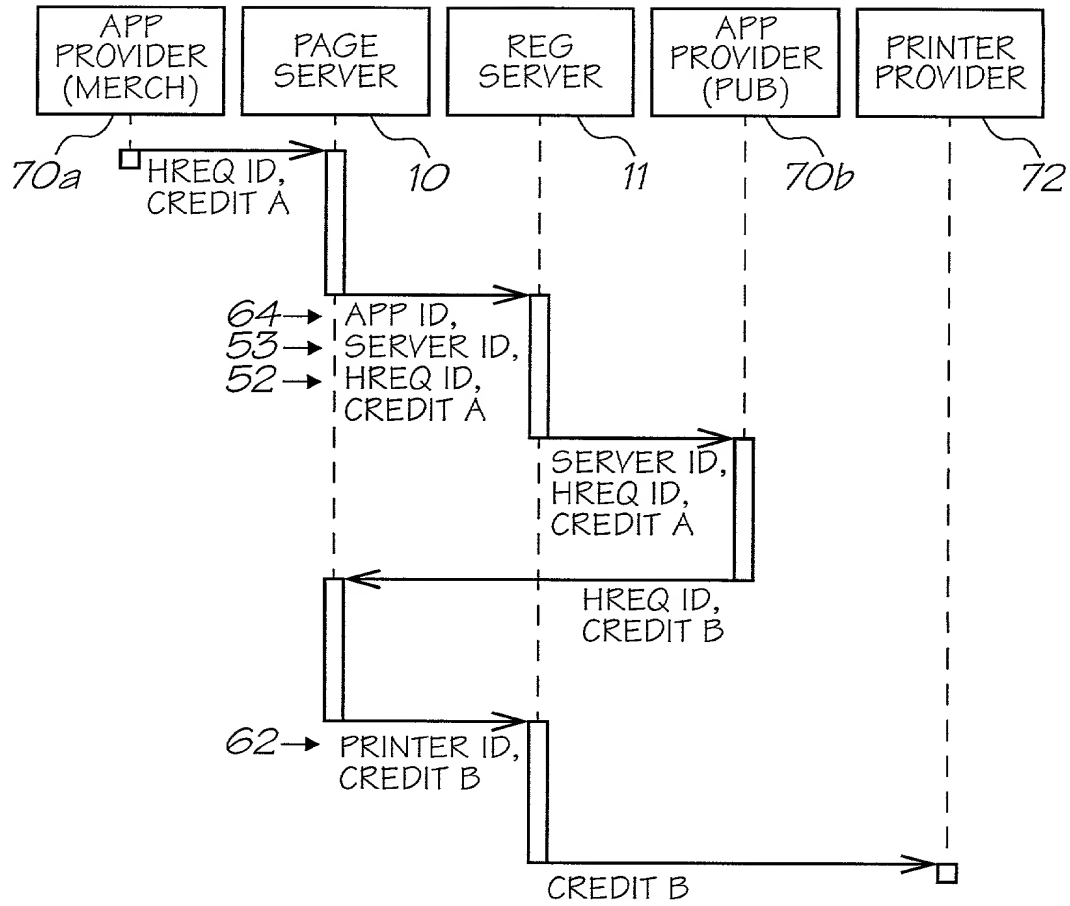 APP
PROVIDER
(MERCH)
PAGE
SERVER
REG
SERVER
APP
PROVIDER
(PUB)
PRINTER
PROVIDER
70a
10
11
70b
72
HREQ ID,
CREDIT A
64
APP ID,
53
SERVER ID,
52
HREQ ID,
CREDIT A
SERVER ID,
HREQ ID,
CREDIT A
HREQ ID,
CREDIT B
62
PRINTER ID,
CREDIT B
CREDIT B